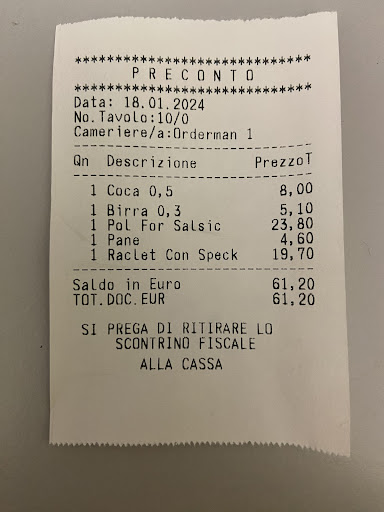 ******************************
PRECONTO
******************************
Data: 18.01.2024
No.Tavolo:10/0
Cameriere/a:Orderman 1
Qn Descrizione PrezzoT
1 Coca 0,5 8,00
1 Birra 0,3 5,10
1 Pol For Salsic 23,80
1 Pane 4,60
1 Raclet Con Speck 19,70
Saldo in Euro 61,20
TOT.DOC.EUR 61,20
SI PREGA DI RITIRARE LO
SCONTRINO FISCALE
ALLA CASSA